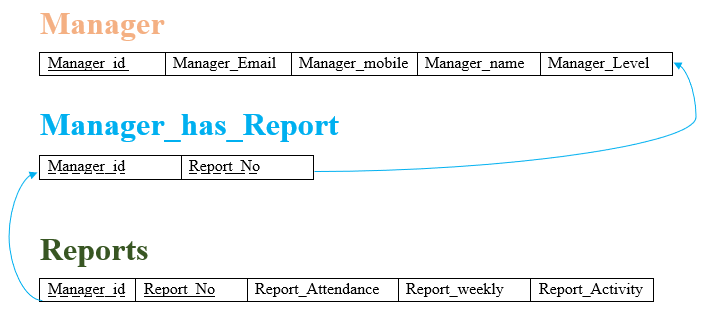 Manager
Manager_id Manager_Email Manager_mobile Manager_name Manager_Level
Manager_has_Report
Manager_id Report_No
Reports
Manager_id Report_No Report_Attendance Report_weekly Report_Activity